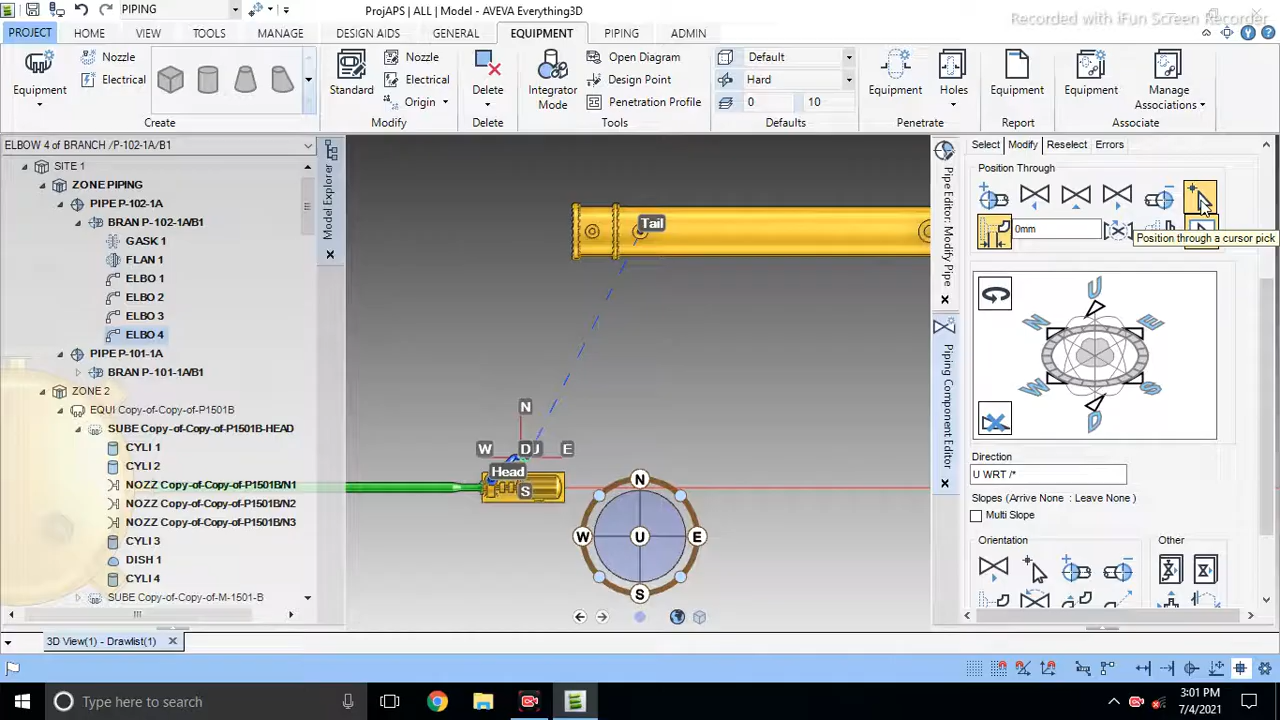 PIPING
ProjAPS | ALL | Model - AVEVA Everything3D
Recorded with iFun Screen Recorder
PROJECT HOME VIEW TOOLS MANAGE DESIGN AIDS GENERAL EQUIPMENT PIPING ADMIN
Equipment
Nozzle
Electrical
Create
Standard
Nozzle
Electrical
Origin
Modify
Delete
Delete
Integrator Mode
Open Diagram
Design Point
Penetration Profile
Tools
Default
Hard
0 10
Defaults
Equipment
Holes
Penetrate
Equipment
Report
Equipment
Manage Associations
Associate
ELBOW 4 of BRANCH /P-102-1A/B1
SITE 1
ZONE PIPING
PIPE P-102-1A
BRAN P-102-1A/B1
GASK 1
FLAN 1
ELBO 1
ELBO 2
ELBO 3
ELBO 4
PIPE P-101-1A
BRAN P-101-1A/B1
ZONE 2
EQUI Copy-of-Copy-of-P1501B
SUBE Copy-of-Copy-of-P1501B-HEAD
CYLI 1
CYLI 2
NOZZ Copy-of-Copy-of-P1501B/N1
NOZZ Copy-of-Copy-of-P1501B/N2
NOZZ Copy-of-Copy-of-P1501B/N3
CYLI 3
DISH 1
CYLI 4
SUBE Copy-of-Copy-of-M-1501-B
Model Explorer
Tail
N
W D U E
Head
S
N
W U E
S
Pipe Editor: Modify Pipe
Piping Component Editor
Select Modify Reselect Errors
Position Through
0mm
Position through a cursor pick
U
N E
W S
D
Direction
U WRT /*
Slopes (Arrive None : Leave None )
Multi Slope
Orientation
Other
3D View(1) - Drawlist(1)
Type here to search
3:01 PM
7/4/2021